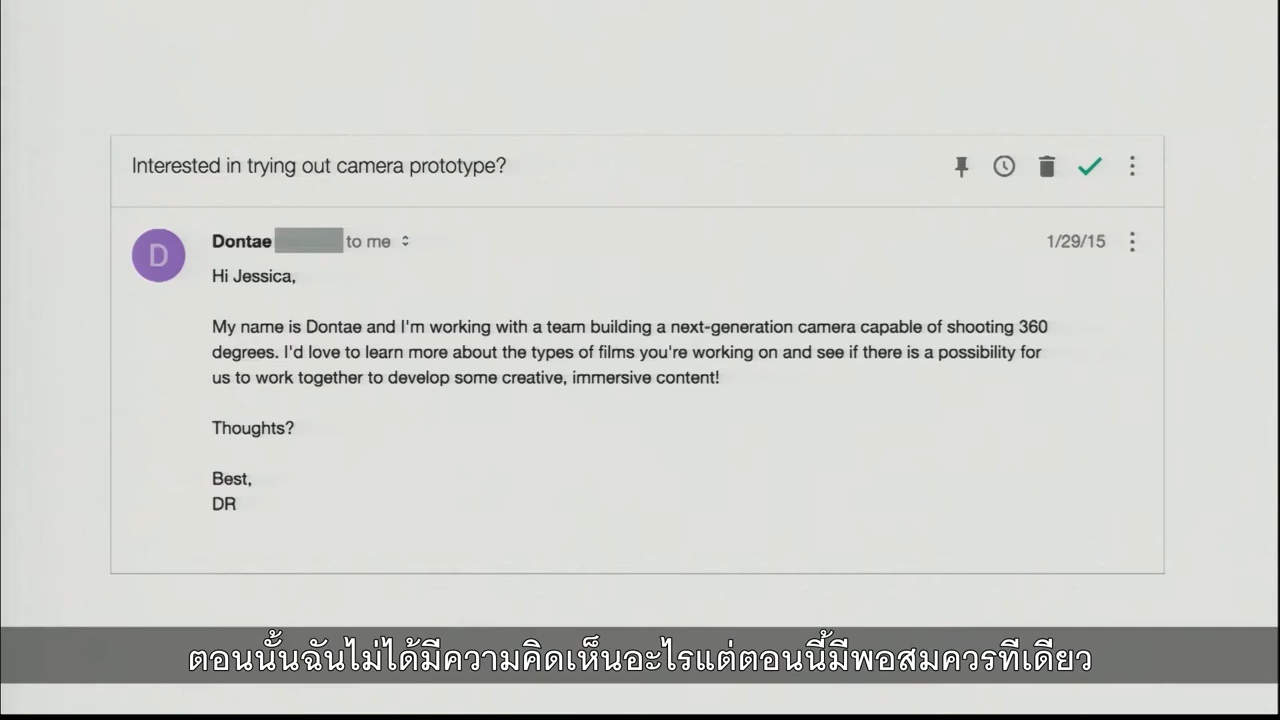 Interested in trying out camera prototype?
D
Dontae to me
1/29/15
Hi Jessica,
My name is Dontae and I'm working with a team building a next-generation camera capable of shooting 360
degrees. I'd love to learn more about the types of films you're working on and see if there is a possibility for
us to work together to develop some creative, immersive content!
Thoughts?
Best,
DR
ตอนนั้นฉันไม่ได้มีความคิดเห็นอะไรแต่ตอนนี้มีพอสมควรทีเดียว